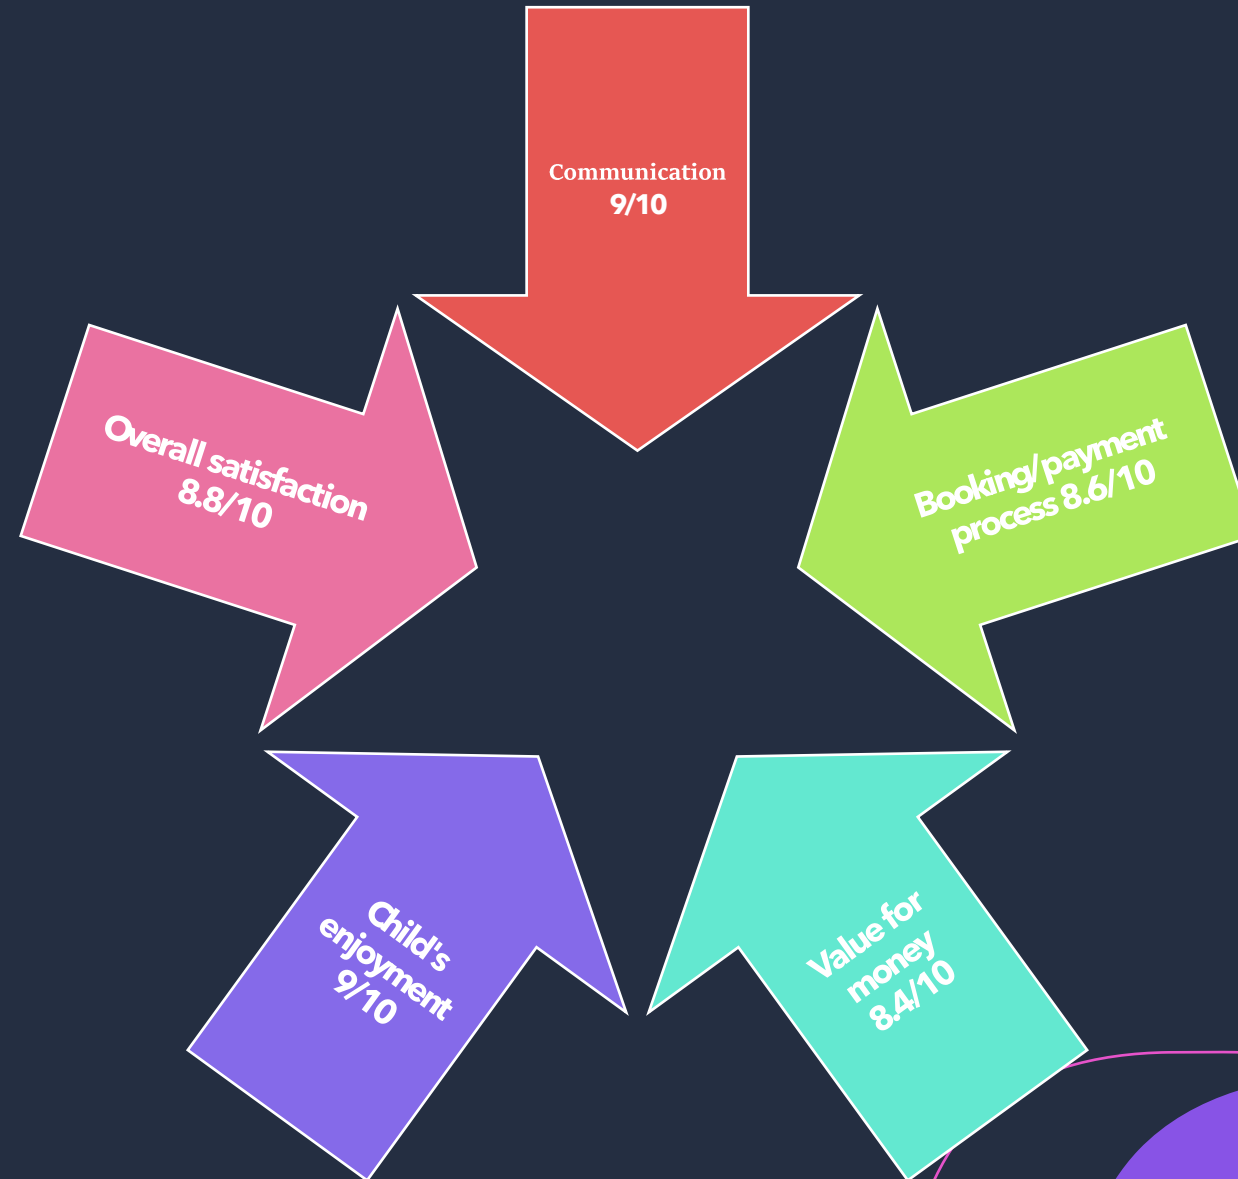 Communication
9/10
Overall satisfaction
8.8/10
Booking/payment
process 8.6/10
Child's
enjoyment
9/10
Value for
money
8.4/10